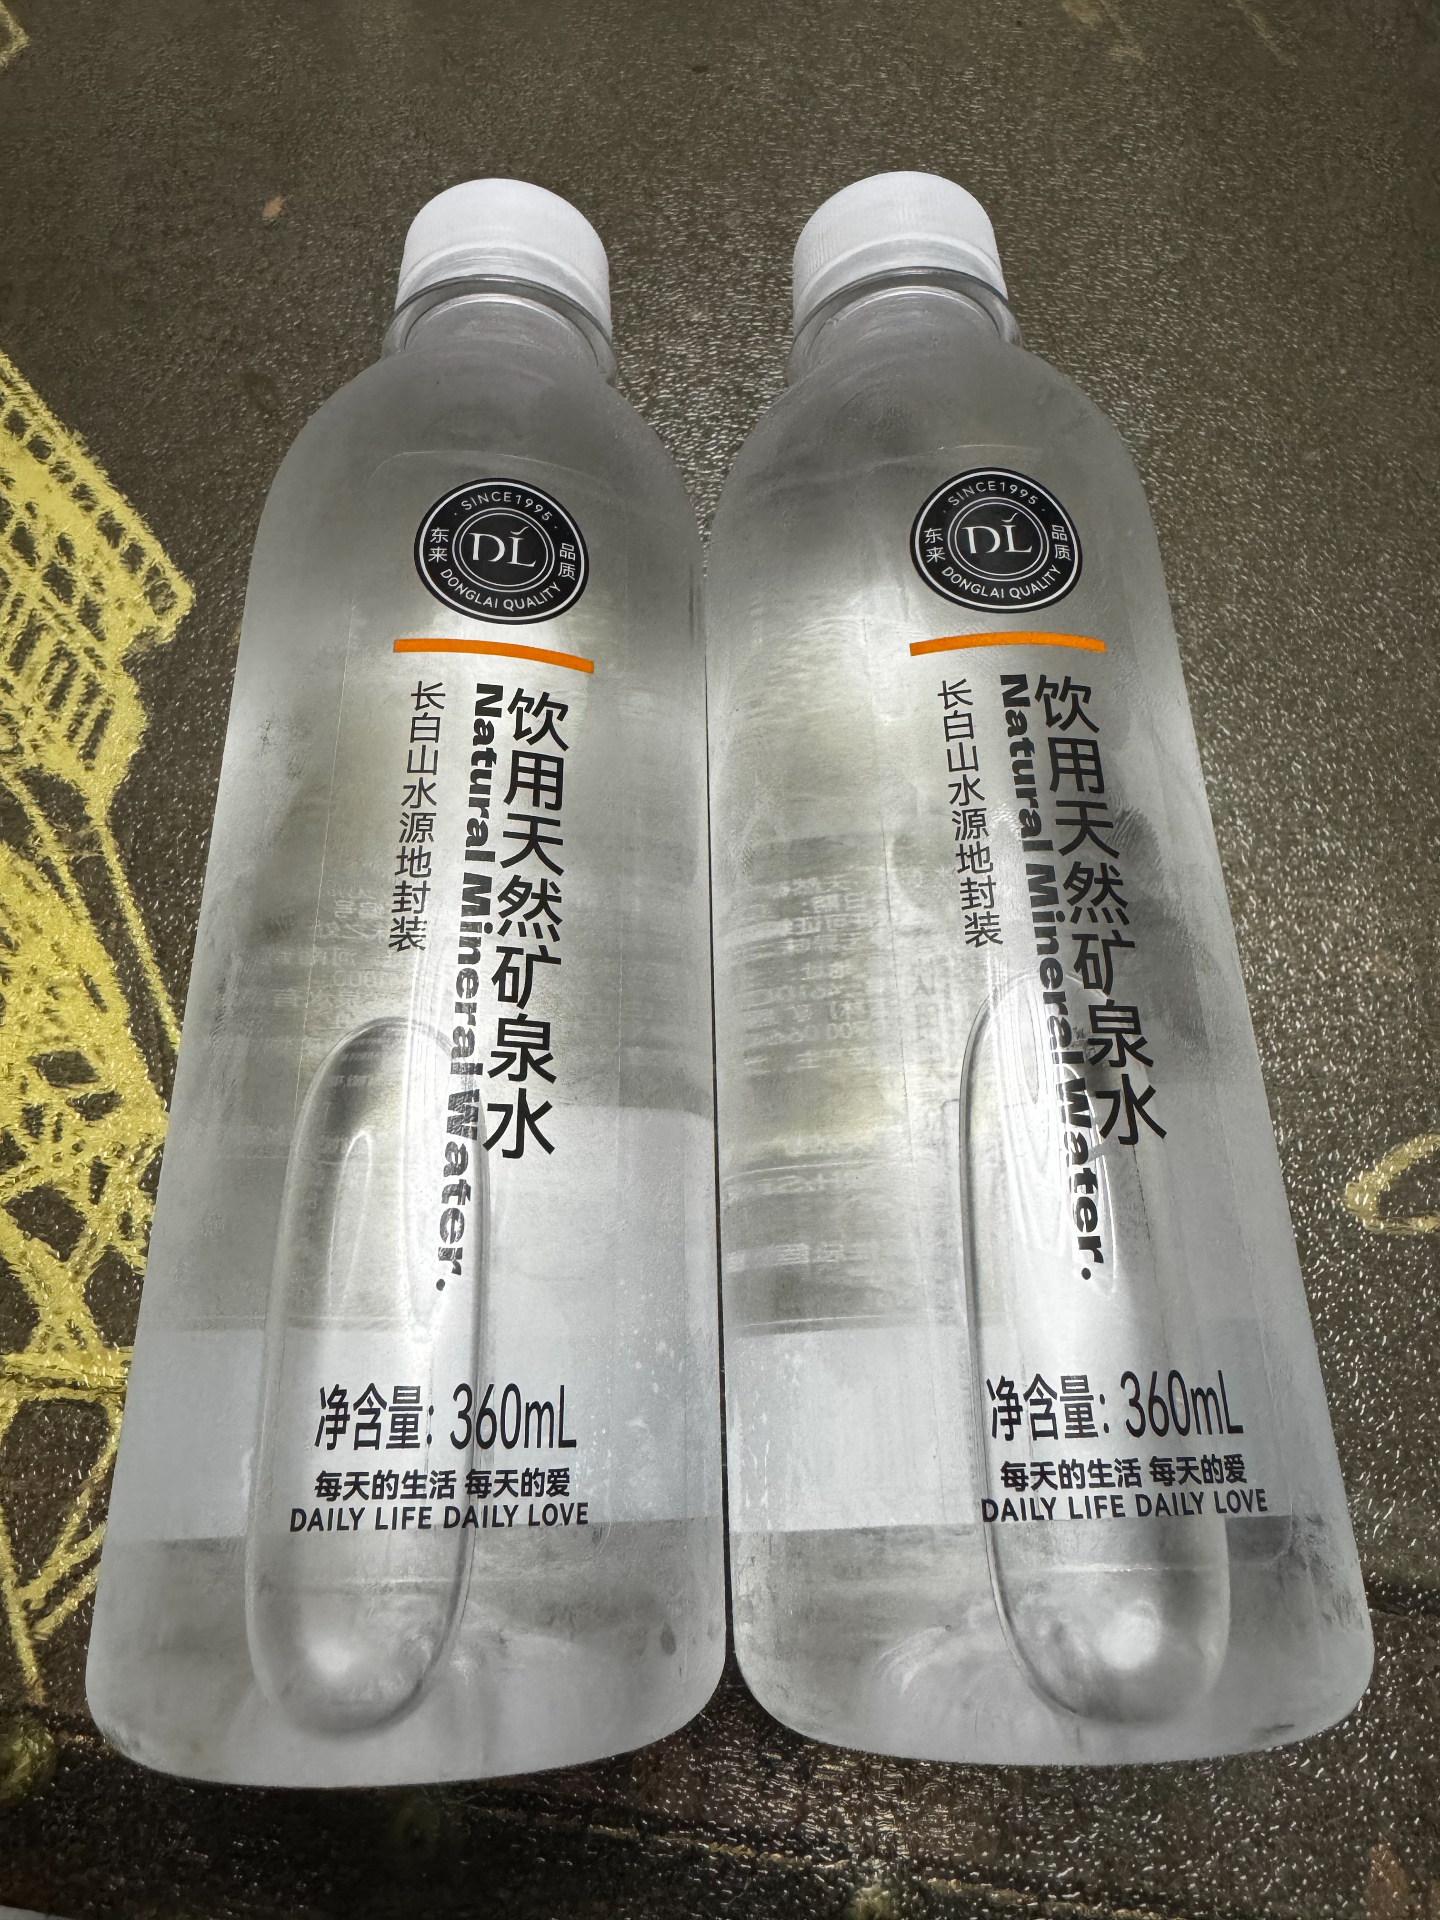 SINCE1995
东来 DL 品质
DONGLAI QUALITY
饮用天然矿泉水
Natural Mineral Water.
长白山水源地封装
净含量: 360mL
每天的生活 每天的爱
DAILY LIFE DAILY LOVE
SINCE1995
东来 DL 品质
DONGLAI QUALITY
饮用天然矿泉水
Natural Mineral Water.
长白山水源地封装
净含量: 360mL
每天的生活 每天的爱
DAILY LIFE DAILY LOVE